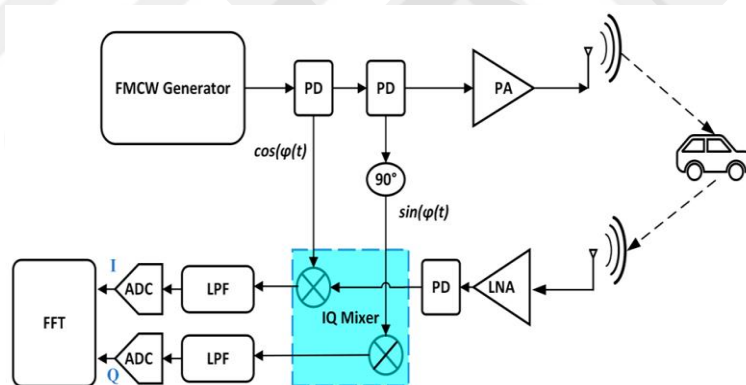 FMCW Generator
PD
PD
PA
cos(φ(t)
90°
sin(φ(t)
I
ADC
LPF
PD
LNA
FFT
IQ Mixer
ADC
LPF
Q